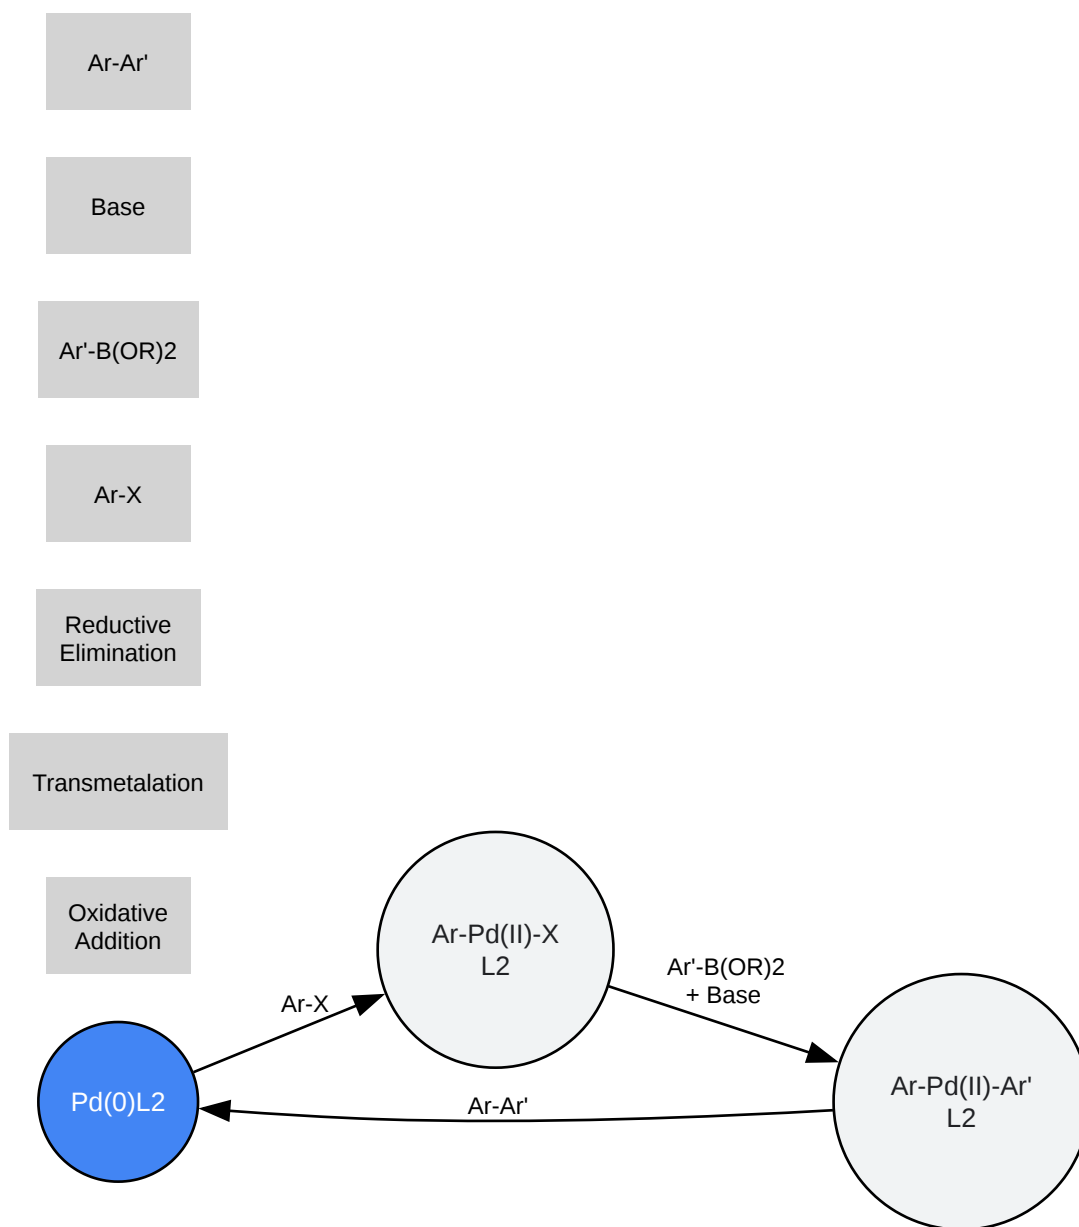 Ar-Ar'
Base
Ar'-B(OR)2
Ar-X
Reductive
Elimination
Transmetalation
Oxidative
Addition
Ar-Pd(II)-X
L2
Ar'-B(OR)2
+ Base
Ar-X
Pd(0)L2
Ar-Ar'
Ar-Pd(II)-Ar'
L2